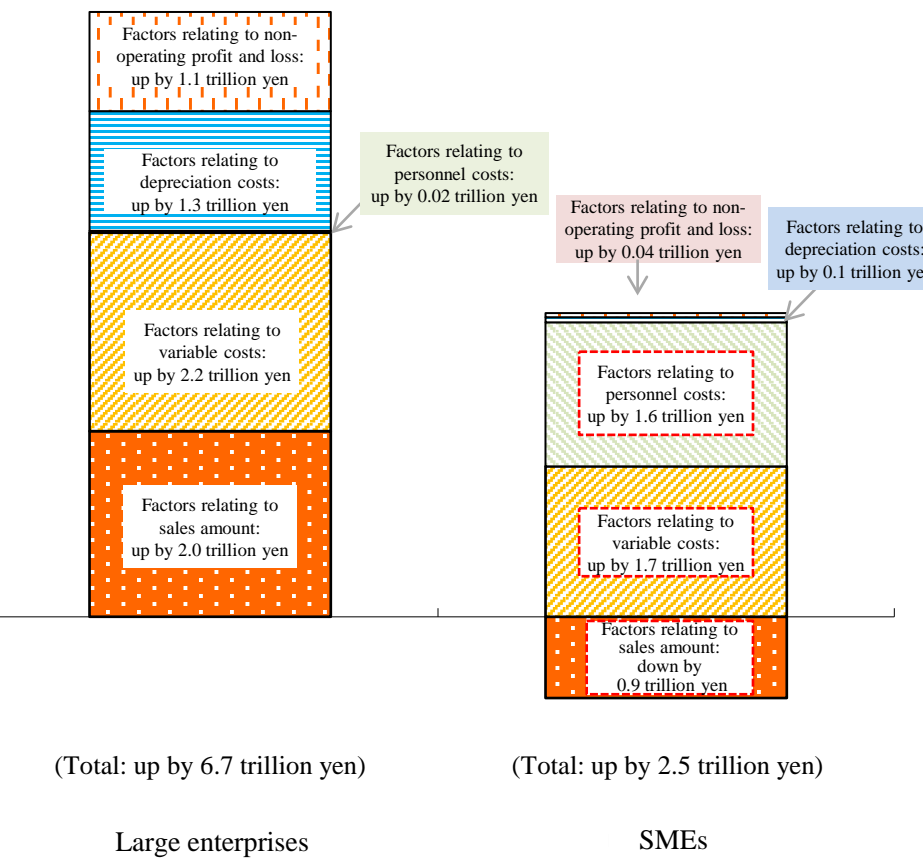 Factors relating to non-
operating profit and loss:
up by 1.1 trillion yen
Factors relating to
depreciation costs:
up by 1.3 trillion yen
Factors relating to
personnel costs:
up by 0.02 trillion yen
Factors relating to
variable costs:
up by 2.2 trillion yen
Factors relating to
sales amount:
up by 2.0 trillion yen
Factors relating to non-
operating profit and loss:
up by 0.04 trillion yen
Factors relating to
depreciation costs:
up by 0.1 trillion ye
Factors relating to
personnel costs:
up by 1.6 trillion yen
Factors relating to
variable costs:
up by 1.7 trillion yen
Factors relating to
sales amount:
down by
0.9 trillion yen
(Total: up by 6.7 trillion yen)
(Total: up by 2.5 trillion yen)
Large enterprises
SMEs